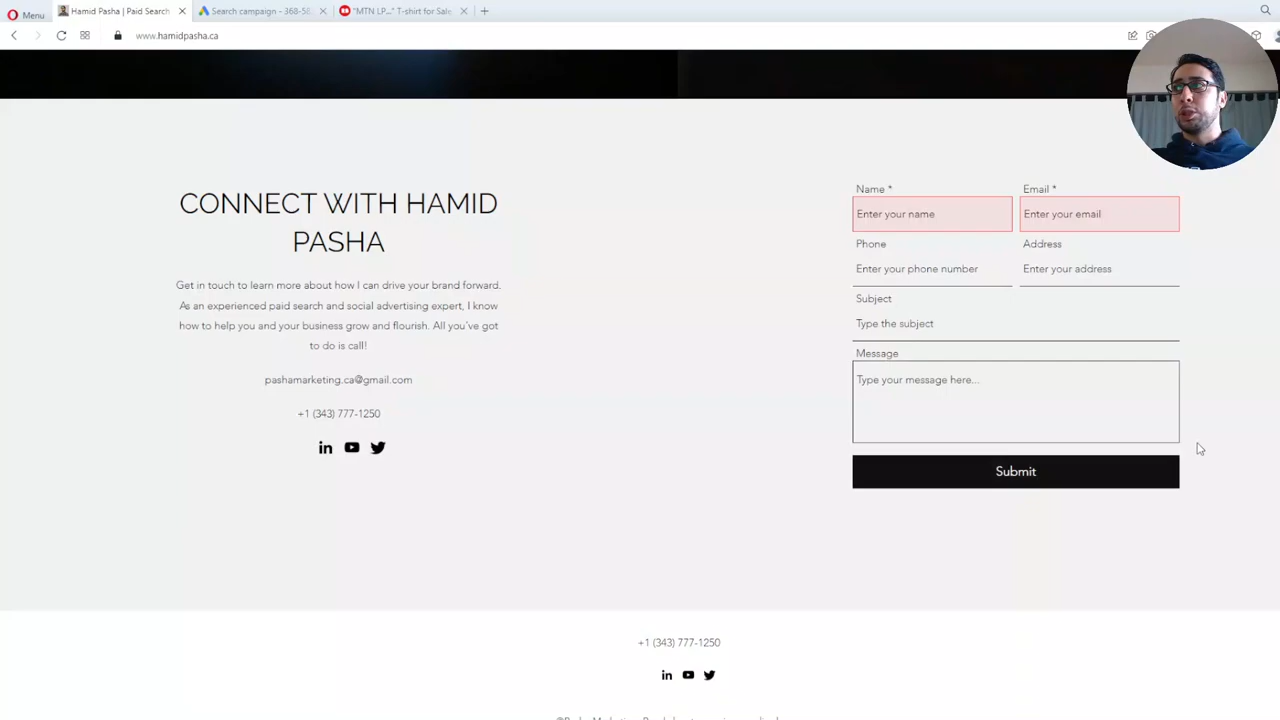 Menu
Hamid Pasha | Paid Search
Search campaign - 368-58
"MTN LP..." T-shirt for Sale
www.hamidpasha.ca
CONNECT WITH HAMID
PASHA
Get in touch to learn more about how I can drive your brand forward.
As an experienced paid search and social advertising expert, I know
how to help you and your business grow and flourish. All you've got
to do is call!
pashamarketing.ca@gmail.com
+1 (343) 777-1250
Name *
Email *
Enter your name
Enter your email
Phone
Address
Enter your phone number
Enter your address
Subject
Type the subject
Message
Type your message here...
Submit
+1 (343) 777-1250